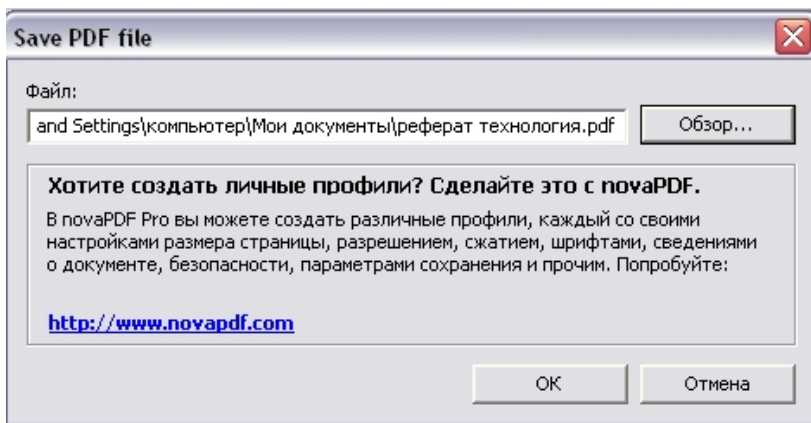 Save PDF file
Файл:
and Settings\компьютер\Мои документы\реферат технология.pdf
Обзор...
Хотите создать личные профили? Сделайте это с novaPDF.
В novaPDF Pro вы можете создать различные профили, каждый со своими
настройками размера страницы, разрешением, сжатием, шрифтами, сведениями
о документе, безопасности, параметрами сохранения и прочим. Попробуйте:
http://www.novapdf.com
ОК
Отмена